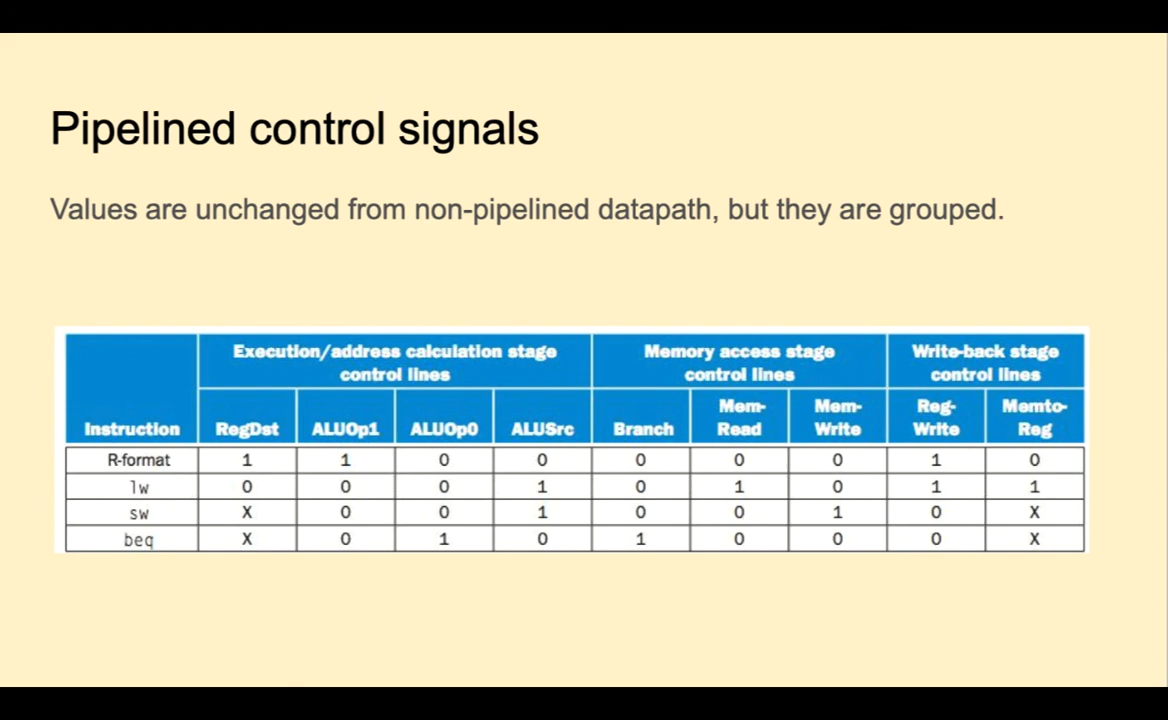 Pipelined control signals
Values are unchanged from non-pipelined datapath, but they are grouped.
Execution/address calculation stage control lines Memory access stage control lines Write-back stage control lines
Instruction RegDst ALUOp1 ALUOp0 ALUSrc Branch Mem-Read Mem-Write Reg-Write Memto-Reg
R-format 1 1 0 0 0 0 0 1 0
lw 0 0 0 1 0 1 0 1 1
sw X 0 0 1 0 0 1 0 X
beq X 0 1 0 1 0 0 0 X